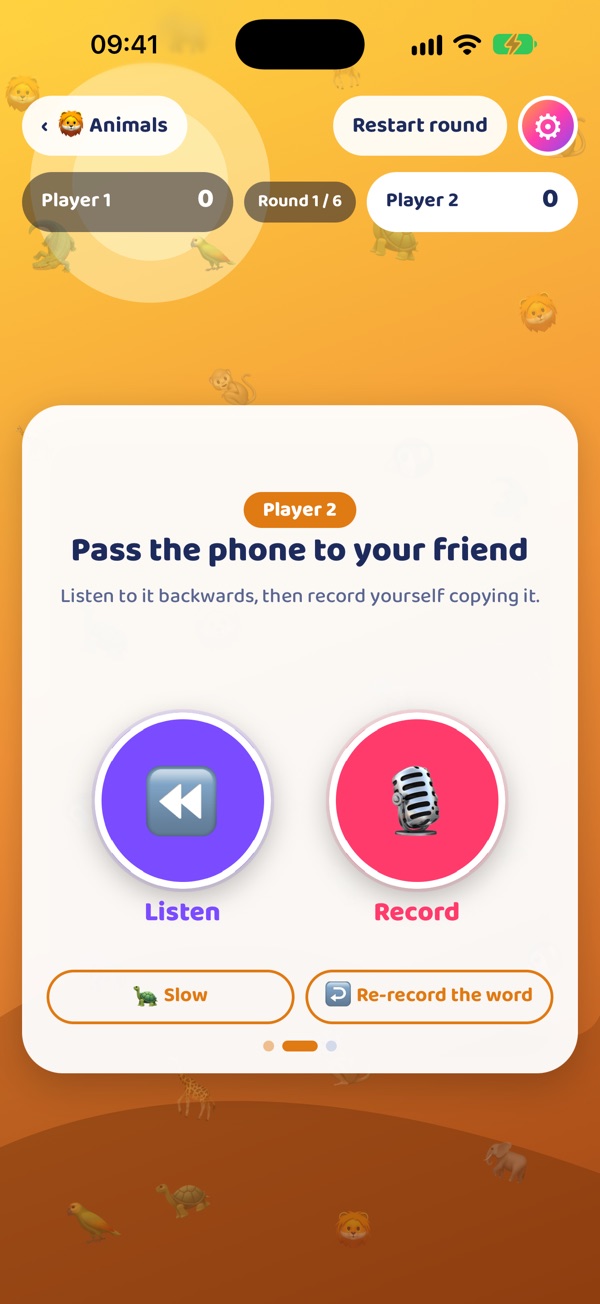 09:41
‹ 🦁 Animals
Restart round
Player 1 0
Round 1 / 6
Player 2 0
Player 2
Pass the phone to your friend
Listen to it backwards, then record yourself copying it.
Listen
Record
🐢 Slow
↩️ Re-record the word